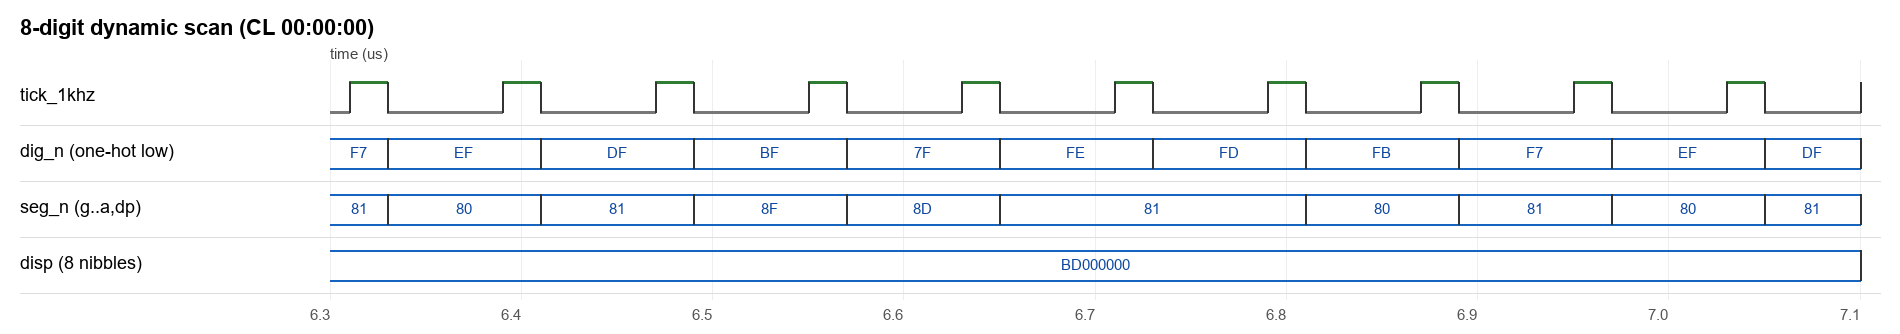 8-digit dynamic scan (CL 00:00:00)
time (us)
tick_1khz
dig_n (one-hot low) F7 EF DF BF 7F FE FD FB F7 EF DF
seg_n (g..a,dp) 81 80 81 8F 8D 81 80 81 80 81
disp (8 nibbles) BD000000
6.3 6.4 6.5 6.6 6.7 6.8 6.9 7.0 7.1